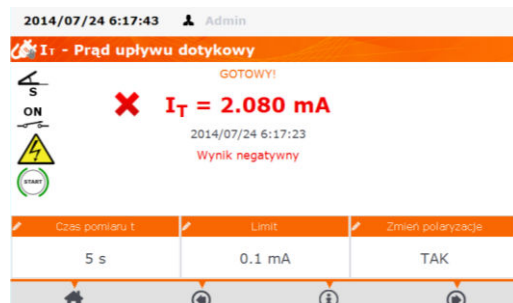 2014/07/24 6:17:43 Admin
IT - Prąd upływu dotykowy
GOTOWY!
S
ON
IT = 2.080 mA
2014/07/24 6:17:23
Wynik negatywny
START
Czas pomiaru t Limit Zmień polaryzacje
5 s 0.1 mA TAK